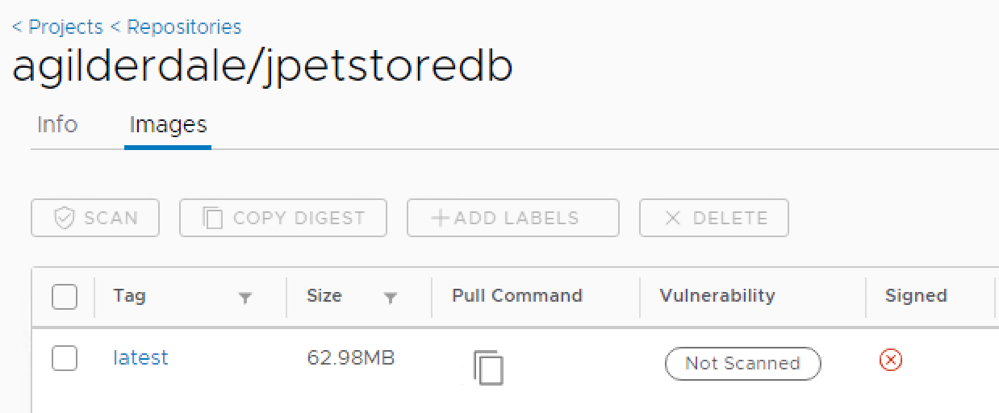 < Projects < Repositories
agilderdale/jpetstoredb
Info Images
SCAN COPY DIGEST +ADD LABELS DELETE
Tag Size Pull Command Vulnerability Signed
latest 62.98MB Not Scanned